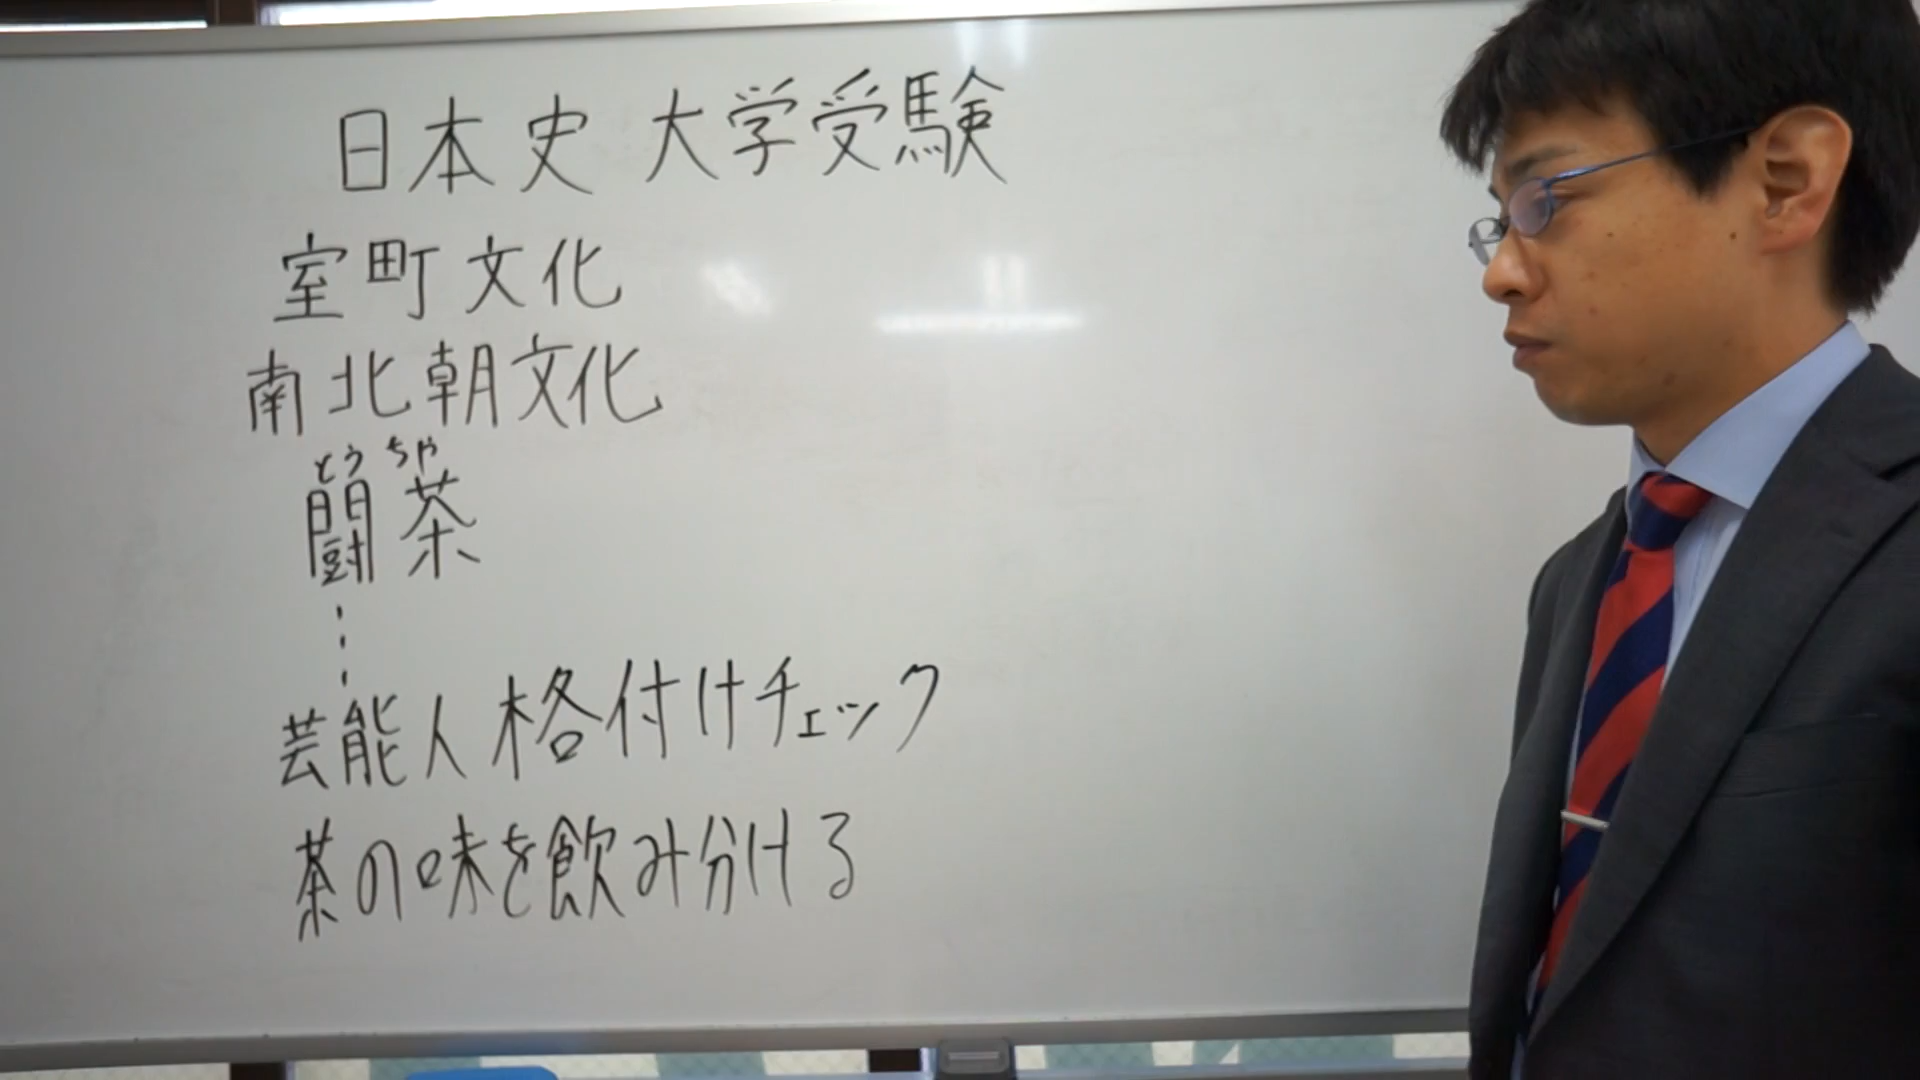 日本史 大学受験
室町文化
南北朝文化
とうちゃ
闘茶
⋮
芸能人格付けチェック
茶の味を飲み分ける